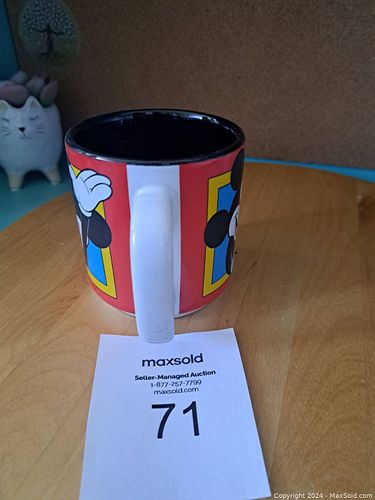 maxsold
Seller-Managed Auction
1-877-257-7799
maxsold.com
71
Copyright 2024 - MaxSold.com